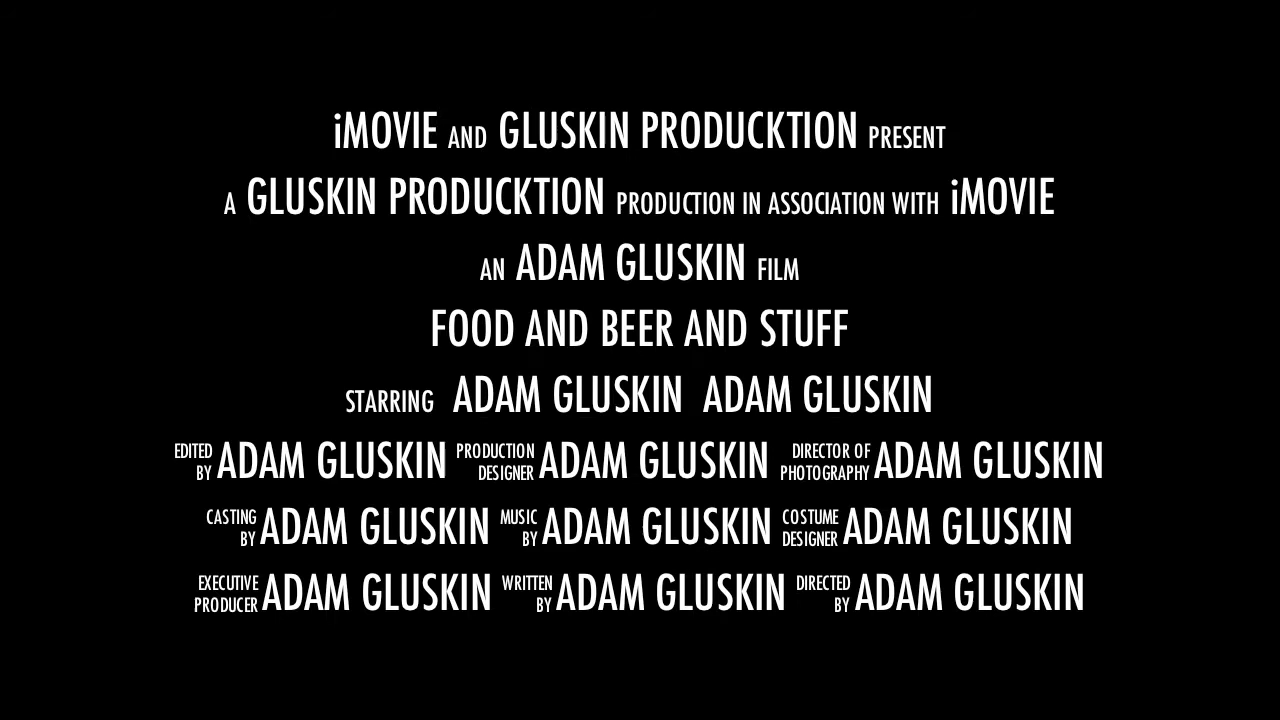 iMOVIE AND GLUSKIN PRODUCKTION PRESENT
A GLUSKIN PRODUCKTION PRODUCTION IN ASSOCIATION WITH iMOVIE
AN ADAM GLUSKIN FILM
FOOD AND BEER AND STUFF
STARRING ADAM GLUSKIN ADAM GLUSKIN
EDITED BY ADAM GLUSKIN PRODUCTION DESIGNER ADAM GLUSKIN DIRECTOR OF PHOTOGRAPHY ADAM GLUSKIN
CASTING BY ADAM GLUSKIN MUSIC BY ADAM GLUSKIN COSTUME DESIGNER ADAM GLUSKIN
EXECUTIVE PRODUCER ADAM GLUSKIN WRITTEN BY ADAM GLUSKIN DIRECTED BY ADAM GLUSKIN